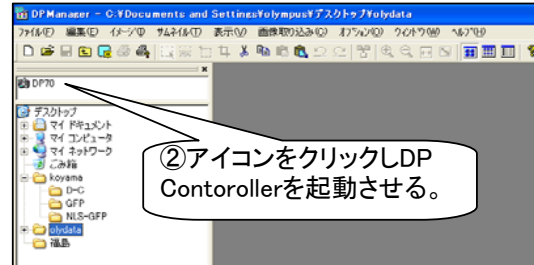 DP Manager - C:¥Documents and Settings¥olympus¥デスクトップ¥olydata
ファイル(F) 編集(E) イメージ(I) サムネイル(T) 表示(V) 画像取り込み(G) オプション(O) ウィンドウ(W) ヘルプ(H)
DP70
デスクトップ
マイ ドキュメント
マイ コンピュータ
マイ ネットワーク
ごみ箱
koyama
D-C
GFP
NLS-GFP
olydata
福島
②アイコンをクリックしDP
Contorollerを起動させる。